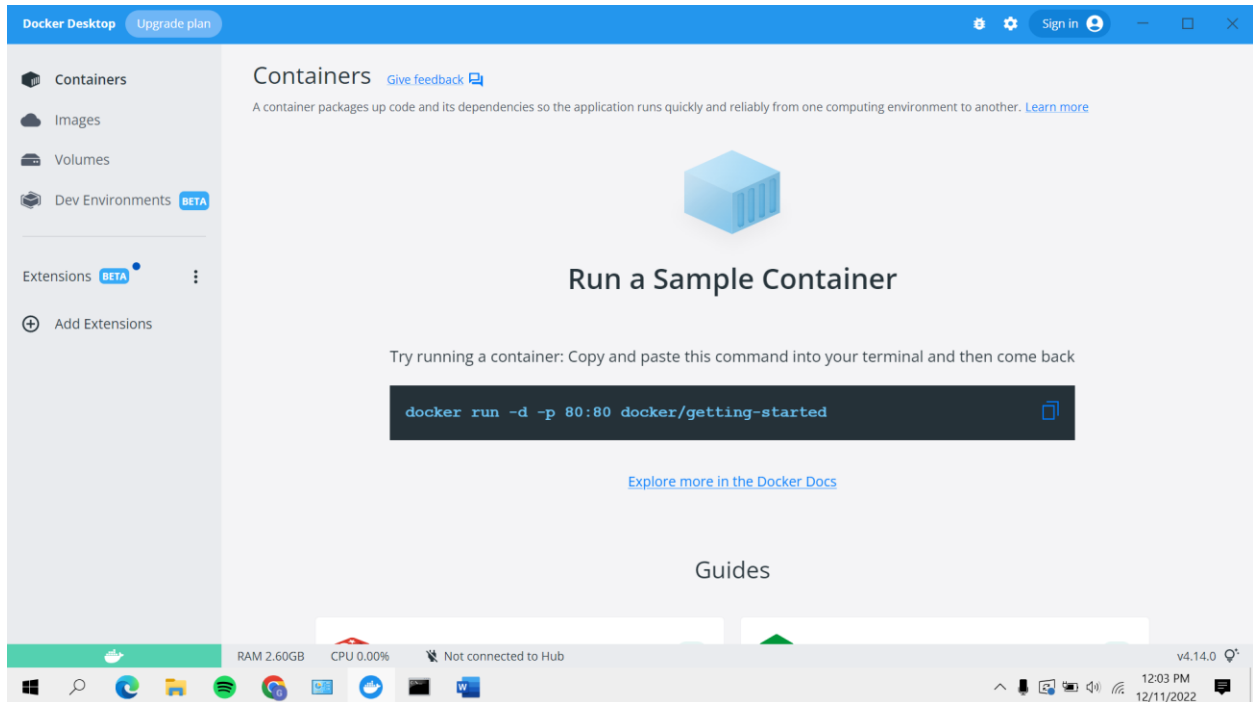 Docker Desktop Upgrade plan Sign in
Containers
Images
Volumes
Dev Environments BETA
Extensions BETA
Add Extensions
Containers Give feedback
A container packages up code and its dependencies so the application runs quickly and reliably from one computing environment to another. Learn more
Run a Sample Container
Try running a container: Copy and paste this command into your terminal and then come back
docker run -d -p 80:80 docker/getting-started
Explore more in the Docker Docs
Guides
RAM 2.60GB CPU 0.00% Not connected to Hub v4.14.0
12:03 PM
12/11/2022